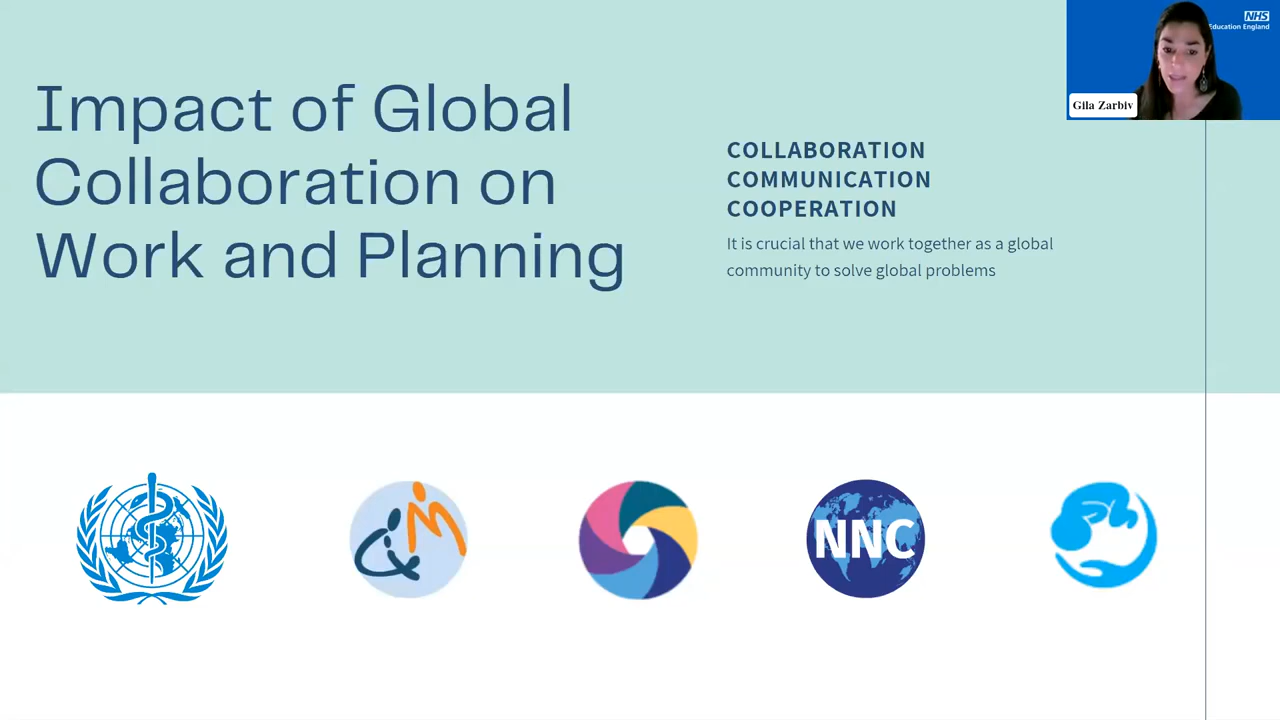 Impact of Global
Collaboration on
Work and Planning
COLLABORATION
COMMUNICATION
COOPERATION
It is crucial that we work together as a global
community to solve global problems
NHS
Education England
Gila Zarbiv
NNC